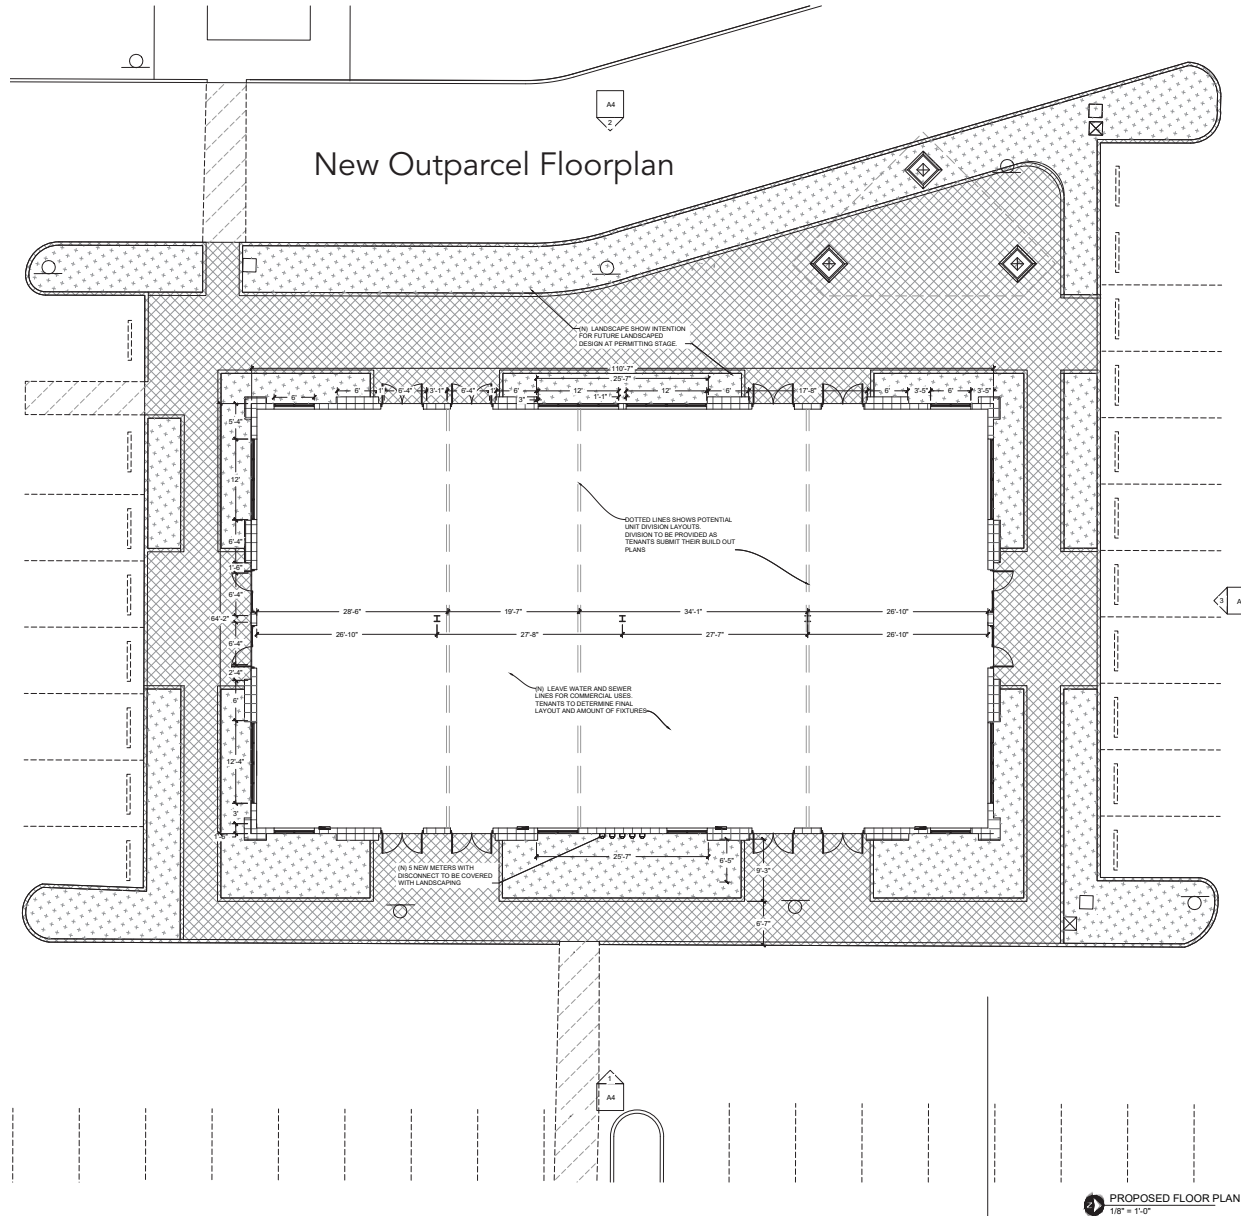 A4
2
New Outparcel Floorplan
(N) LANDSCAPE SHOW INTENTION
FOR FUTURE LANDSCAPED
DESIGN AT PERMITTING STAGE.
110'-7"
25'-7"
6'
6'
1'
6'-4"
3'-1"
6'-4"
1'
6'
3"
12'
1'-1"
12'
6'
17'-8"
6'
3'-5"
6'
3'-5"
5'-4"
12'
6'-4"
1'-6"
6'-4"
64'-2"
6'-4"
2'-4"
6'
12'-4"
3'
1'-6"
DOTTED LINES SHOWS POTENTIAL
UNIT DIVISION LAYOUTS.
DIVISION TO BE PROVIDED AS
TENANTS SUBMIT THEIR BUILD OUT
PLANS
3
A
28'-6"
19'-7"
34'-1"
26'-10"
26'-10"
27'-8"
27'-7"
26'-10"
(N) LEAVE WATER AND SEWER
LINES FOR COMMERCIAL USES.
TENANTS TO DETERMINE FINAL
LAYOUT AND AMOUNT OF FIXTURES
(N) 5 NEW METERS WITH
DISCONNECT TO BE COVERED
WITH LANDSCAPING
25'-7"
6'-5"
9'-3"
6'-7"
1
A4
PROPOSED FLOOR PLAN
1/8" = 1'-0"